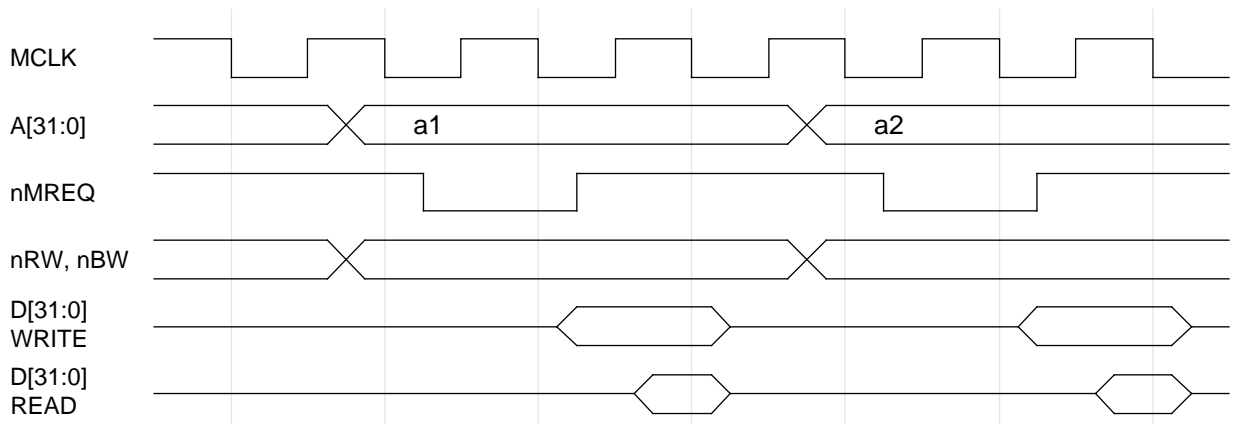 MCLK
A[31:0]
a1
a2
nMREQ
nRW, nBW
D[31:0]
WRITE
D[31:0]
READ